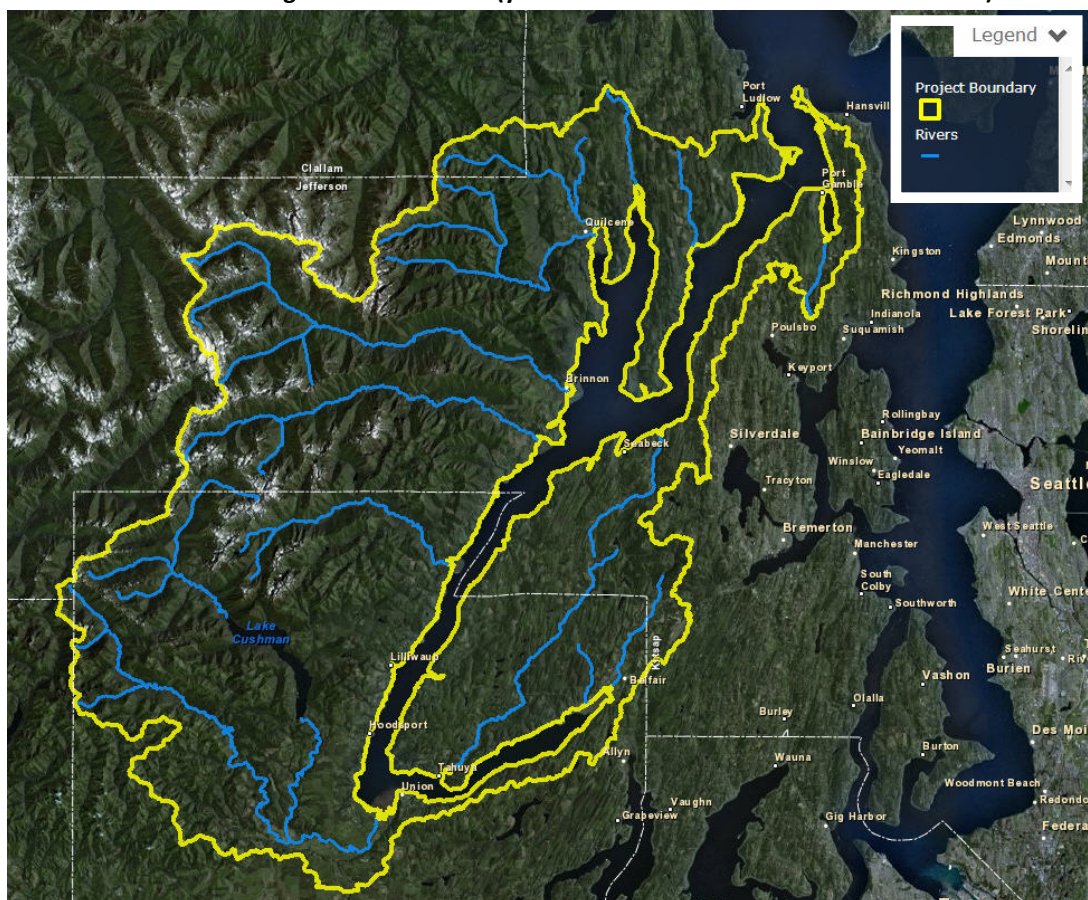 Legend
Project Boundary
Rivers
Port
Ludlow
Hansvill
Clallam
Jefferson
Port
Gamble
Lynnwood
Quilcen
Edmonds
Kingston
Mount
Richmond Highlands
Indianola
Lake Forest Park
Poulsbo
Suquamish
Shorelin
Keyport
Brinnon
Rollingbay
Silverdale
Bainbridge Island
Seabeck
Yeomalt
Winslow
Eagledale
Tracyton
Seattle
Bremerton
West Seattle
Manchester
South
Colby
White Cente
Southworth
Lake
Cushman
Kitsap
Seahurst
Riv
Lilliwaup
Burien
Belfair
Vashon
Olalla
Hoodsport
Burley
Des Moi
Allyn
Burton
Wauna
Tahuya
Union
Woodmont Beach
Vaughn
Redondo
Grapeview
Gig Harbor
Federa